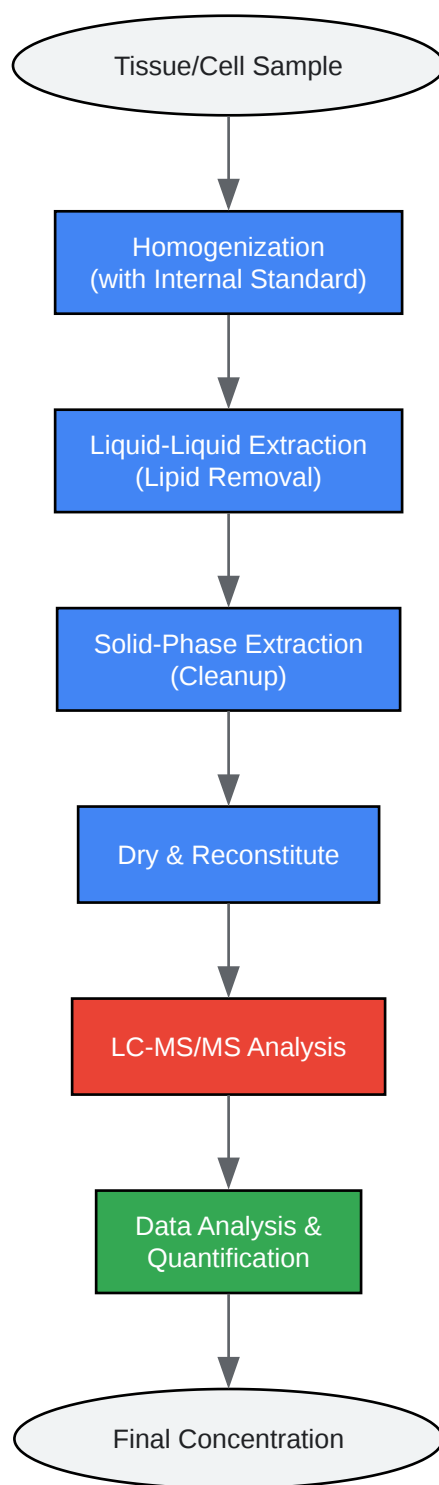 Tissue/Cell Sample
Homogenization
(with Internal Standard)
Liquid-Liquid Extraction
(Lipid Removal)
Solid-Phase Extraction
(Cleanup)
Dry & Reconstitute
LC-MS/MS Analysis
Data Analysis &
Quantification
Final Concentration